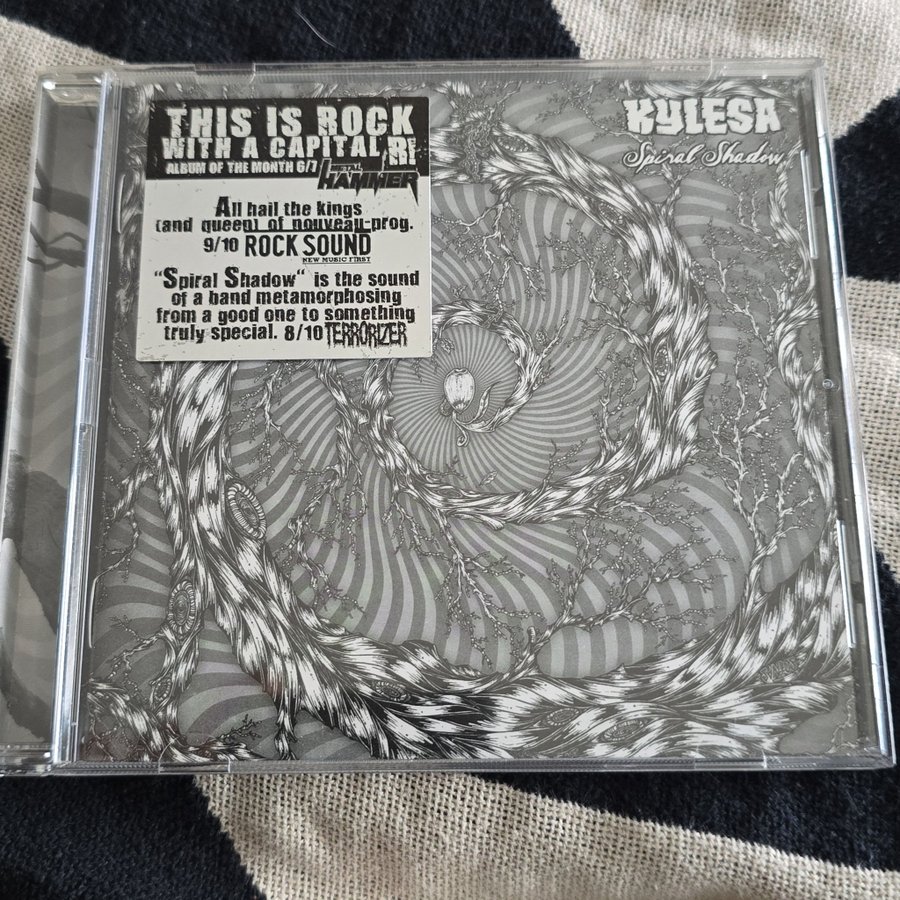 THIS IS ROCK
WITH A CAPITAL R!
ALBUM OF THE MONTH 6/7 METAL HAMMER
All hail the kings
(and queen) of nouveau-prog.
9/10 ROCK SOUND
NEW MUSIC FIRST
"Spiral Shadow" is the sound
of a band metamorphosing
from a good one to something
truly special. 8/10 TERRORIZER
KYLESA
Spiral Shadow